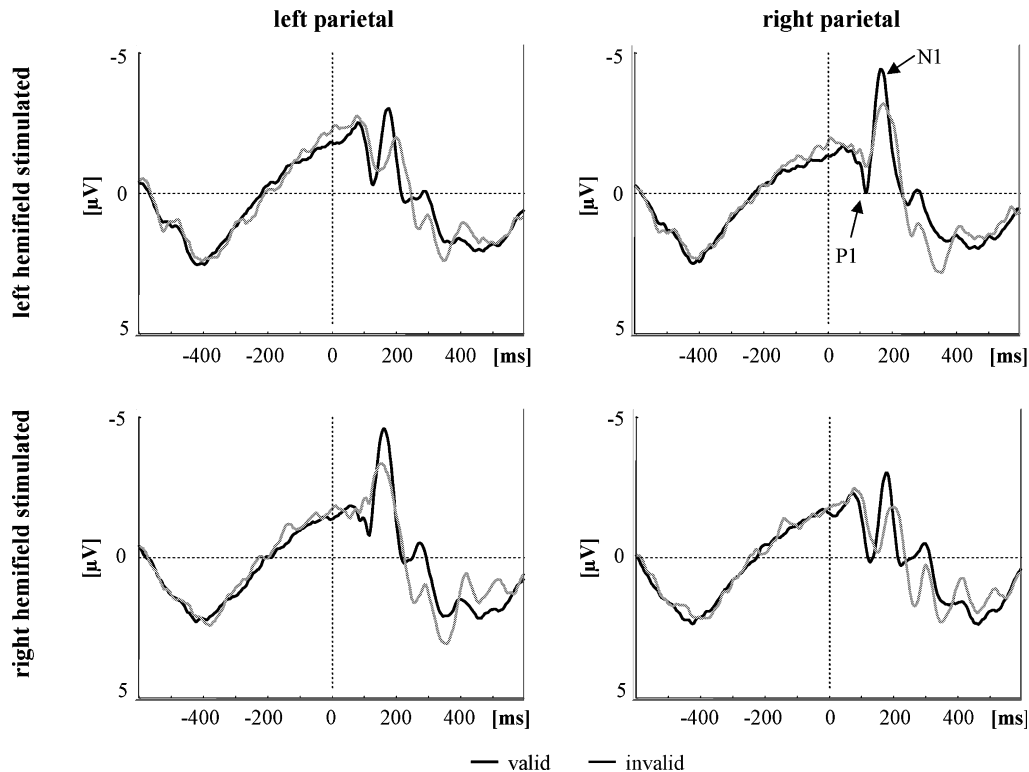 left parietal
right parietal
left hemifield stimulated
-5
0
5
[µV]
-400 -200 0 200 400 [ms]
-5
0
5
[µV]
N1
P1
-400 -200 0 200 400 [ms]
right hemifield stimulated
-5
0
5
[µV]
-400 -200 0 200 400 [ms]
-5
0
5
[µV]
-400 -200 0 200 400 [ms]
valid invalid